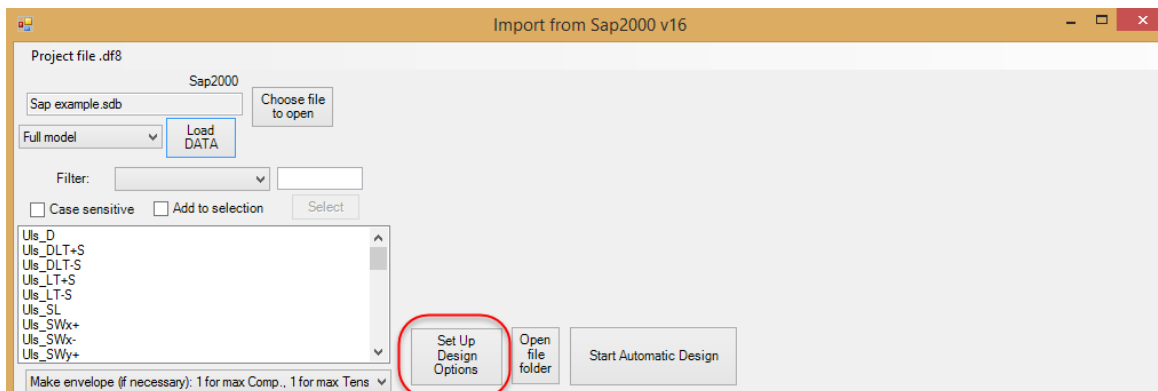 Import from Sap2000 v16
Project file .df8
Sap2000
Sap example.sdb
Choose file
to open
Full model
Load
DATA
Filter:
Case sensitive
Add to selection
Select
Uls_D
Uls_DLT+S
Uls_DLT-S
Uls_LT+S
Uls_LT-S
Uls_SL
Uls_SWx+
Uls_SWx-
Uls_SWy+
Set Up
Design
Options
Open
file
folder
Start Automatic Design
Make envelope (if necessary): 1 for max Comp., 1 for max Tens